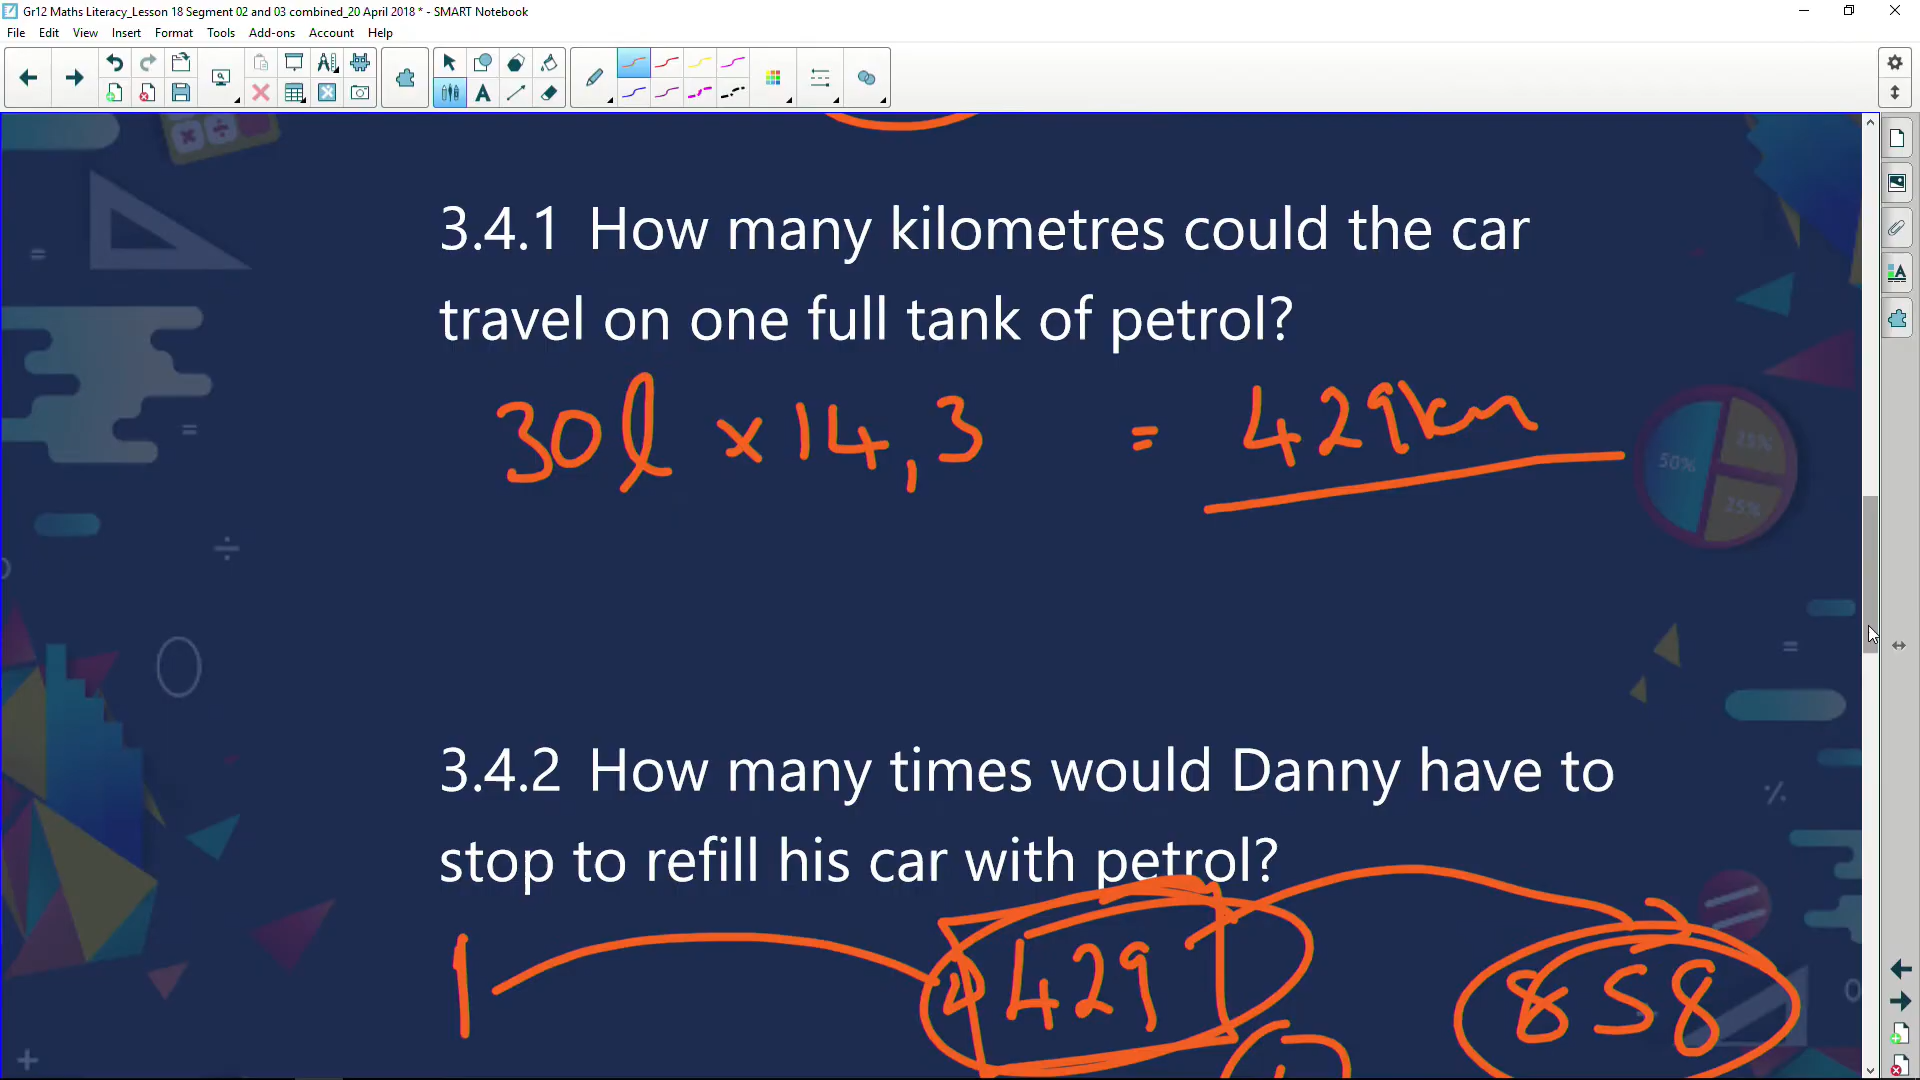 Gr12 Maths Literacy_Lesson 18 Segment 02 and 03 combined_20 April 2018 * - SMART Notebook
File Edit View Insert Format Tools Add-ons Account Help
3.4.1 How many kilometres could the car
travel on one full tank of petrol?
30l x 14,3 = 429km
50% 25%
25%
3.4.2 How many times would Danny have to
stop to refill his car with petrol?
429 858